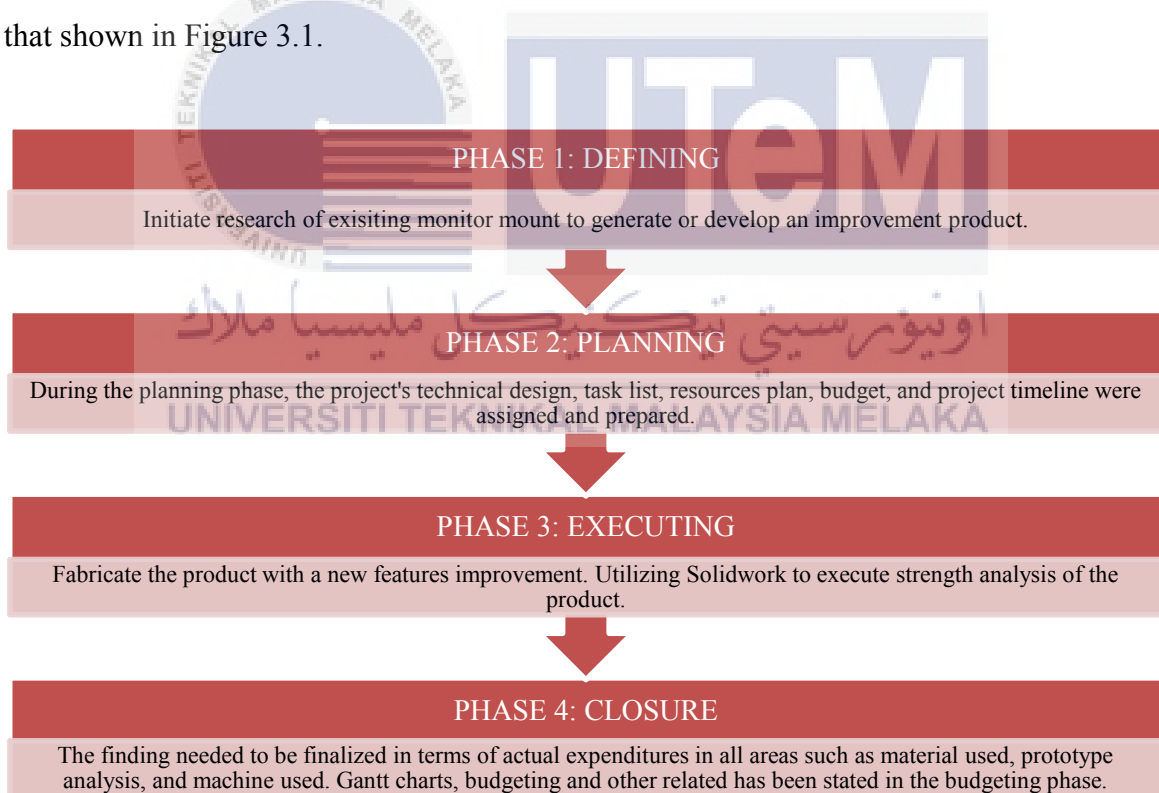 that shown in Figure 3.1.
UNIVERSITI TEKNIKAL MALAYSIA MELAKA
UTeM
PHASE 1: DEFINING
Initiate research of exisiting monitor mount to generate or develop an improvement product.
اونيۏرسيتي تيكنيكل مليسيا ملاك
PHASE 2: PLANNING
During the planning phase, the project's technical design, task list, resources plan, budget, and project timeline were
assigned and prepared.
UNIVERSITI TEKNIKAL MALAYSIA MELAKA
PHASE 3: EXECUTING
Fabricate the product with a new features improvement. Utilizing Solidwork to execute strength analysis of the
product.
PHASE 4: CLOSURE
The finding needed to be finalized in terms of actual expenditures in all areas such as material used, prototype
analysis, and machine used. Gantt charts, budgeting and other related has been stated in the budgeting phase.